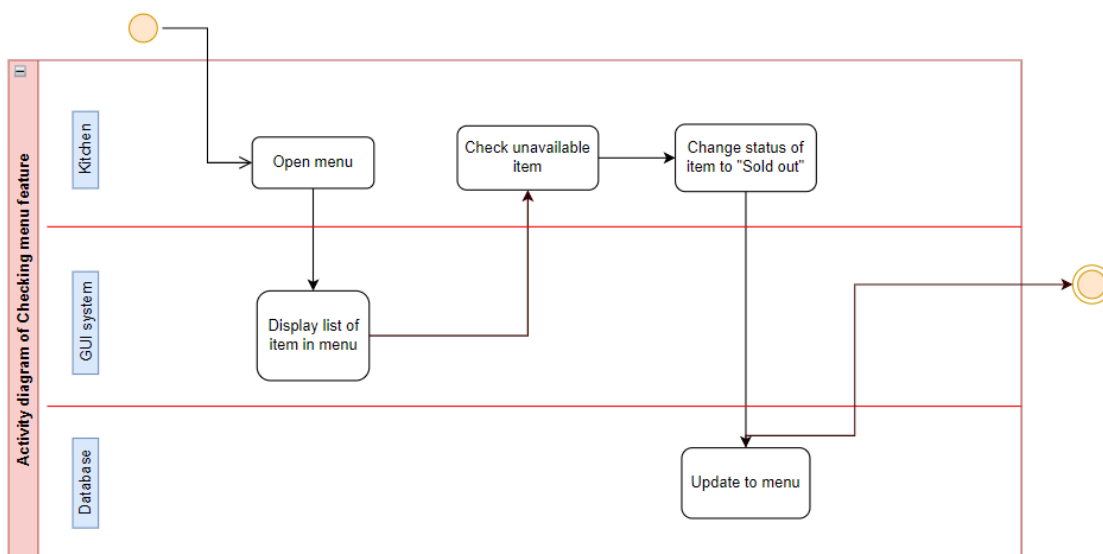 Activity diagram of Checking menu feature
Kitchen
Open menu
Check unavailable
item
Change status of
item to "Sold out"
GUI system
Display list of
item in menu
Database
Update to menu